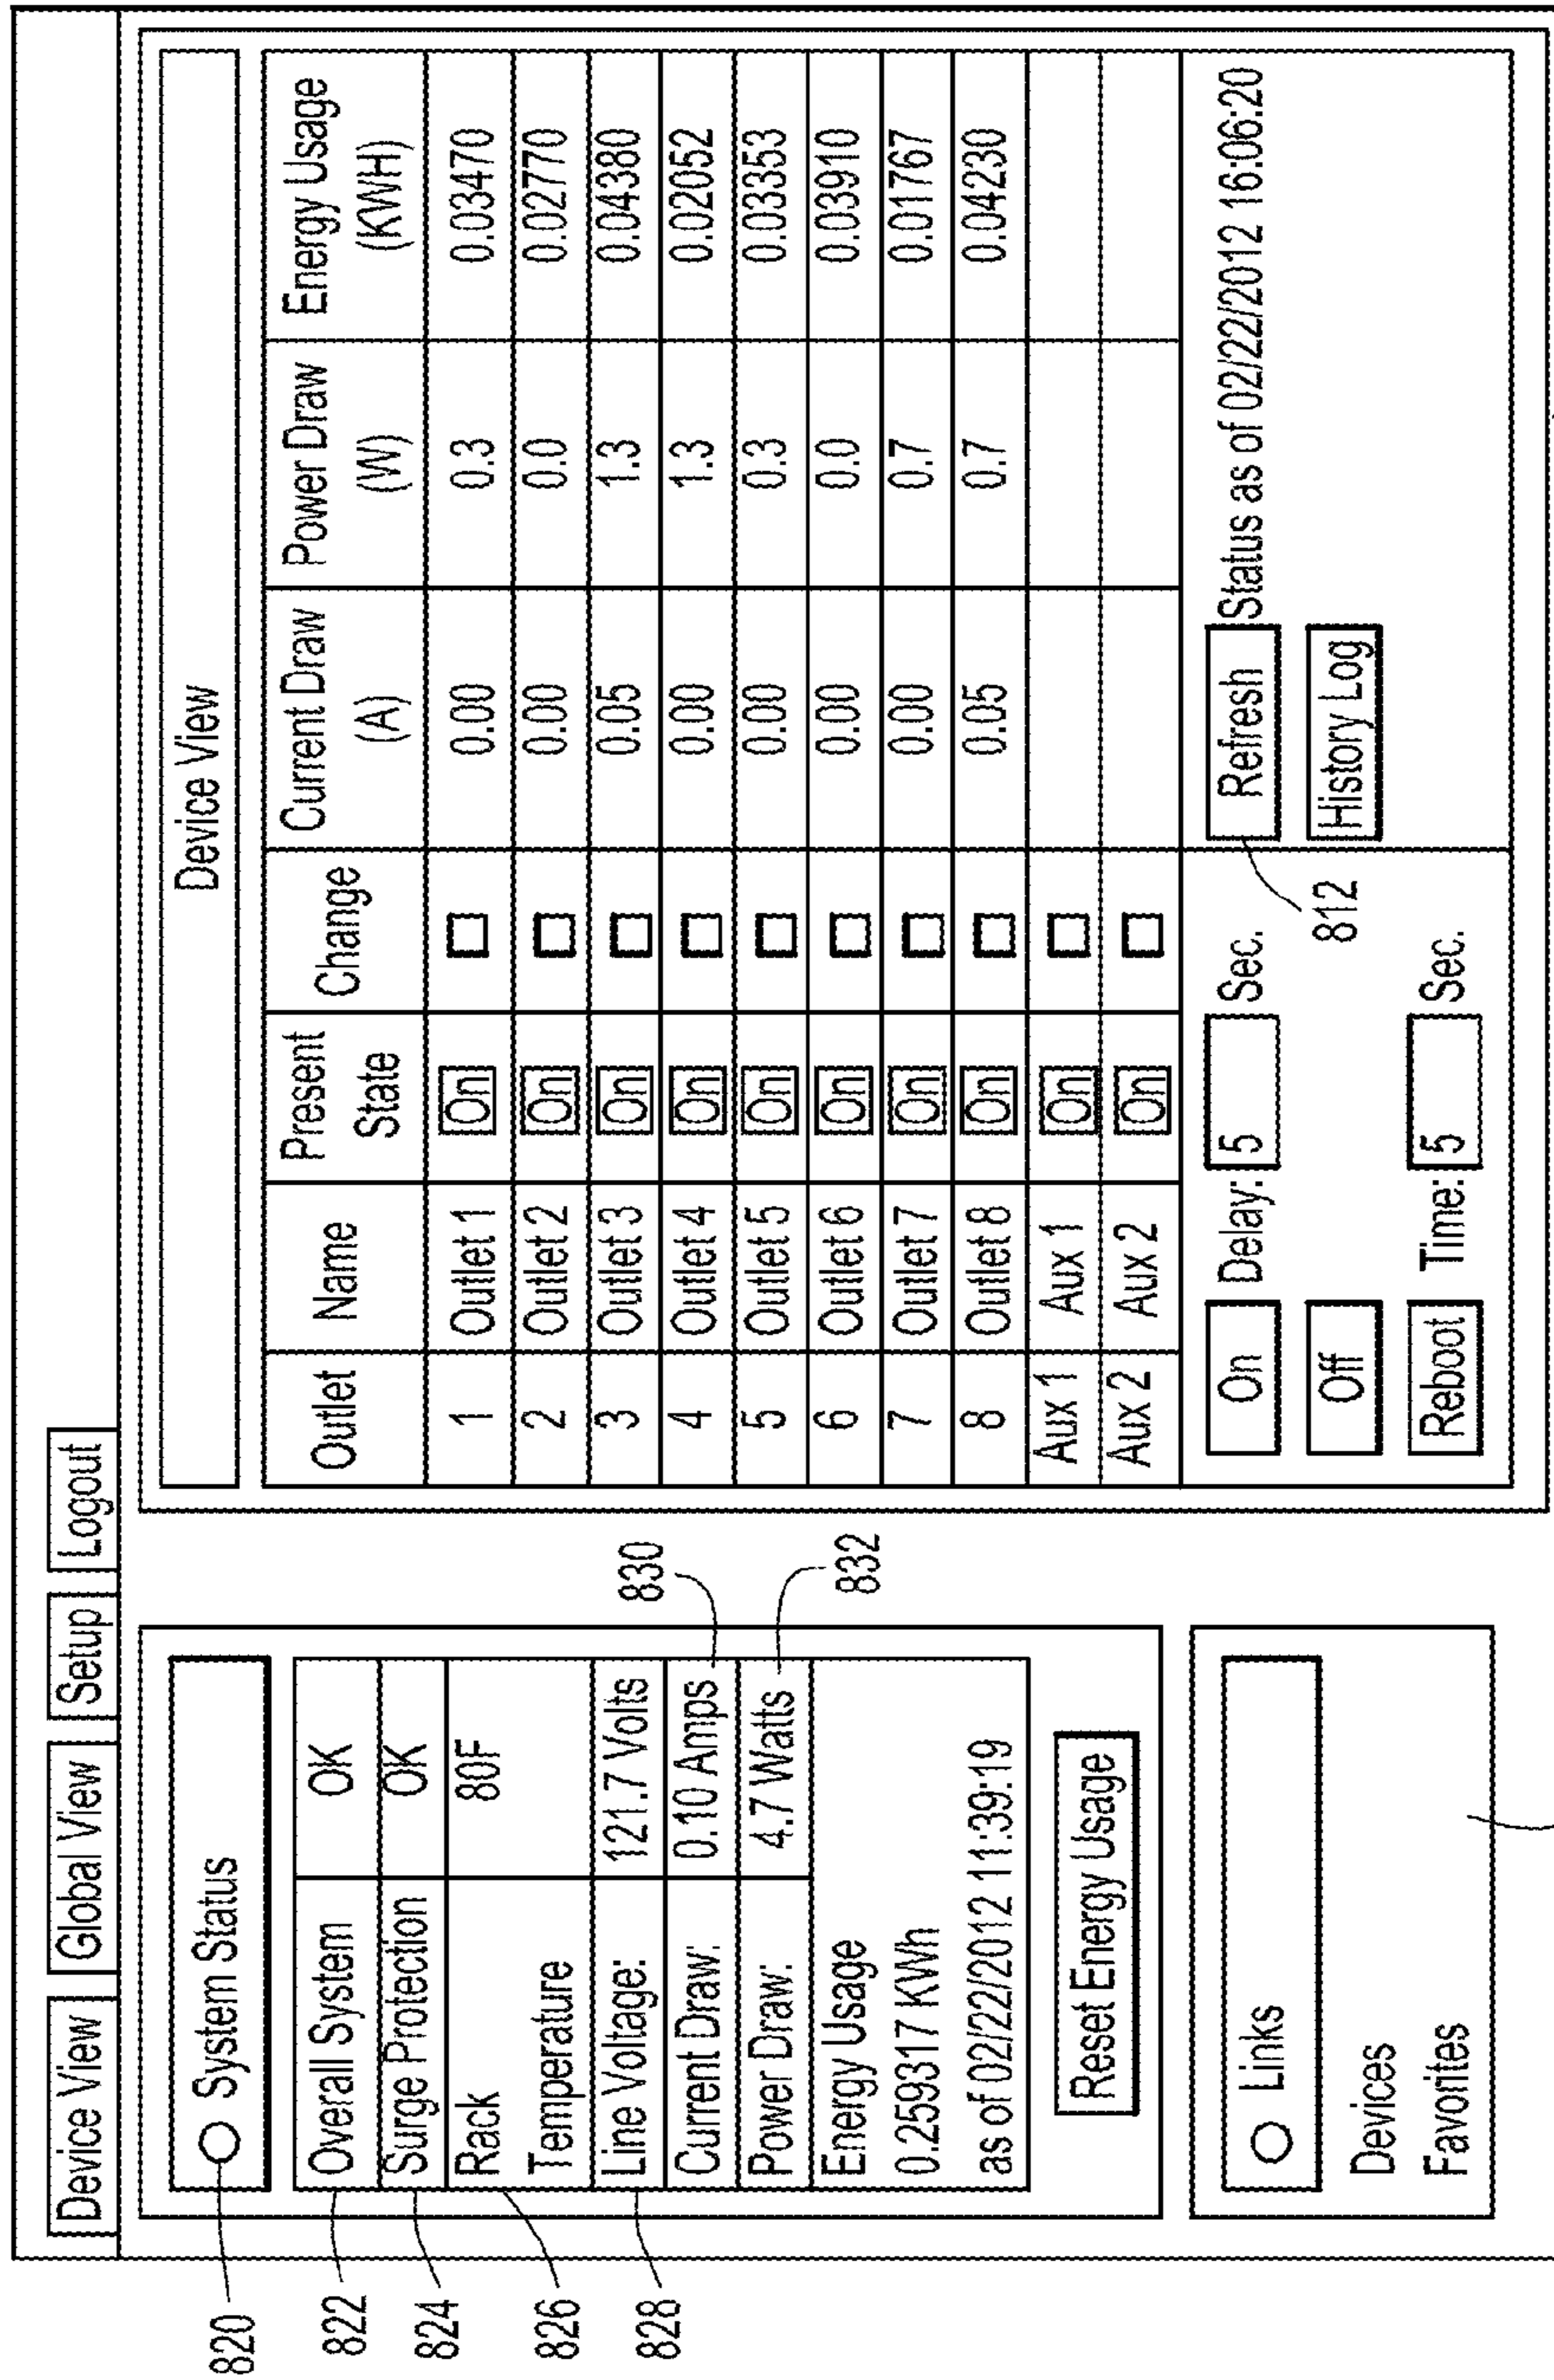 Device View Global View Setup Logout
820
System Status
822
Overall System OK
824
Surge Protection OK
826
Rack 80F
Temperature
828
Line Voltage: 121.7 Volts
Current Draw: 0.10 Amps
830
Power Draw: 4.7 Watts
832
Energy Usage
0.259317 KWh
as of 02/22/2012 11:39:19
Reset Energy Usage
Links
Devices
Favorites
Device View
Outlet Name Present Change Current Draw Power Draw Energy Usage
State (A) (W) (KWH)
1 Outlet 1 On 0.00 0.3 0.03470
2 Outlet 2 On 0.00 0.0 0.02770
3 Outlet 3 On 0.05 1.3 0.04380
4 Outlet 4 On 0.00 1.3 0.02052
5 Outlet 5 On 0.00 0.3 0.03353
6 Outlet 6 On 0.00 0.0 0.03910
7 Outlet 7 On 0.00 0.7 0.01767
8 Outlet 8 On 0.05 0.7 0.04230
Aux 1 Aux 1 On
Aux 2 Aux 2 On
On Delay: 5 Sec. Refresh Status as of 02/22/2012 16:06:20
812
Off History Log
Reboot Time: 5 Sec.